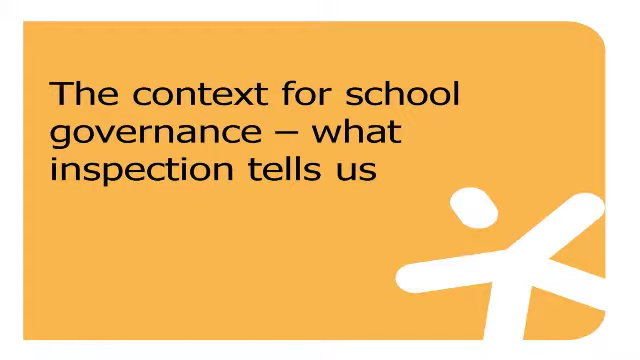 The context for school
governance – what
inspection tells us